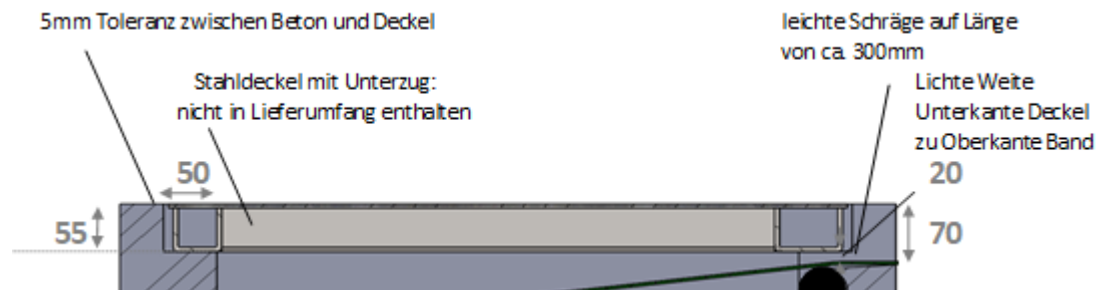 5mm Toleranz zwischen Beton und Deckel
leichte Schräge auf Länge
von ca. 300mm
Stahldeckel mit Unterzug:
nicht in Lieferumfang enthalten
Lichte Weite
Unterkante Deckel
zu Oberkante Band
50
20
55
70